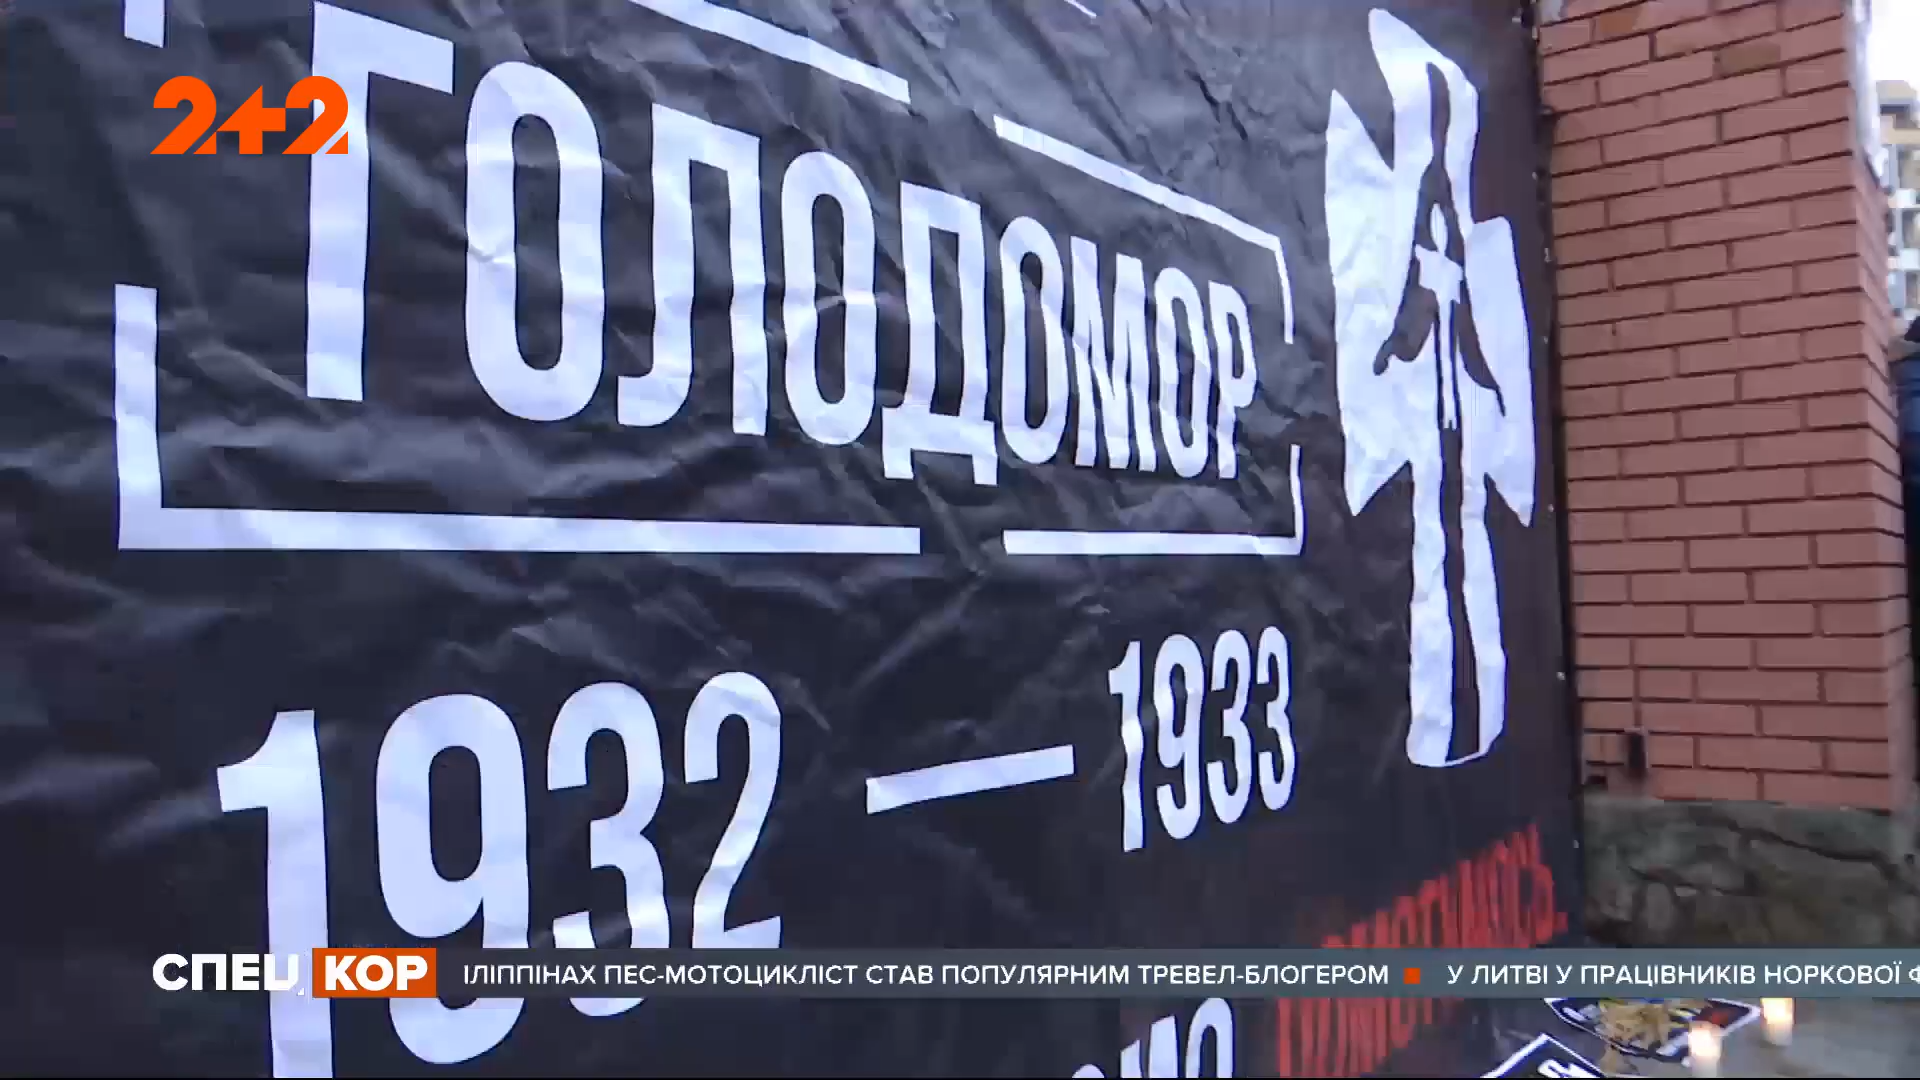 2+2
ГОЛОДОМОР
1932 — 1933
СПЕЦКОР
ІЛІППІНАХ ПЕС-МОТОЦИКЛІСТ СТАВ ПОПУЛЯРНИМ ТРЕВЕЛ-БЛОГЕРОМ ■ У ЛИТВІ У ПРАЦІВНИКІВ НОРКОВОЇ Ф